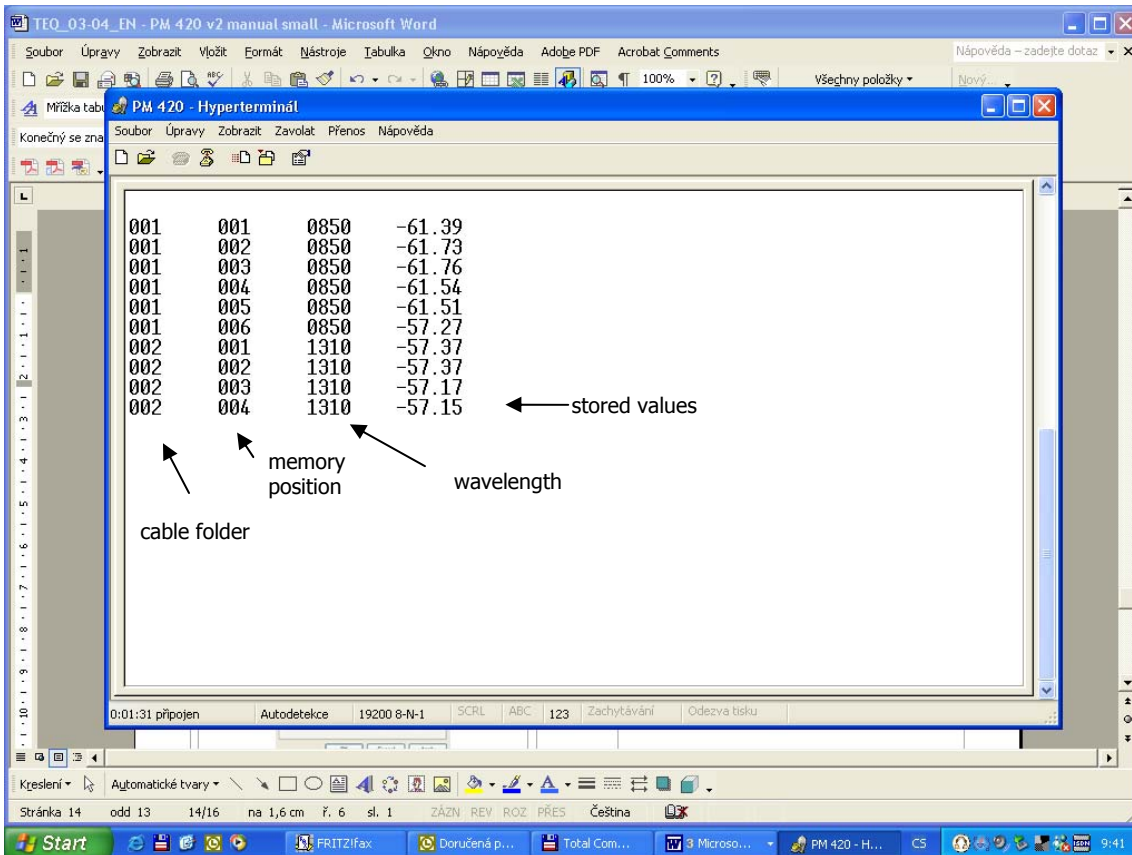 TEQ_03-04_EN - PM 420 v2 manual small - Microsoft Word
Soubor Úpravy Zobrazit Vložit Formát Nástroje Tabulka Okno Nápověda Adobe PDF Acrobat Comments Nápověda – zadejte dotaz
100% Všechny položky Nový...
Mřížka tabu
Konečný se zna
PM 420 - Hyperterminál
Soubor Úpravy Zobrazit Zavolat Přenos Nápověda
001 001 0850 -61.39
001 002 0850 -61.73
001 003 0850 -61.76
001 004 0850 -61.54
001 005 0850 -61.51
001 006 0850 -57.27
002 001 1310 -57.37
002 002 1310 -57.37
002 003 1310 -57.17
002 004 1310 -57.15
stored values
memory
position
wavelength
cable folder
0:01:31 připojen Autodetekce 19200 8-N-1 SCRL ABC 123 Zachytávání Odezva tisku
Kreslení Automatické tvary
Stránka 14 odd 13 14/16 na 1,6 cm ř. 6 sl. 1 ZÁZN REV ROZ PŘES Čeština
Start FRITZ!fax Doručená p... Total Com... 3 Microso... PM 420 - H... CS 9:41